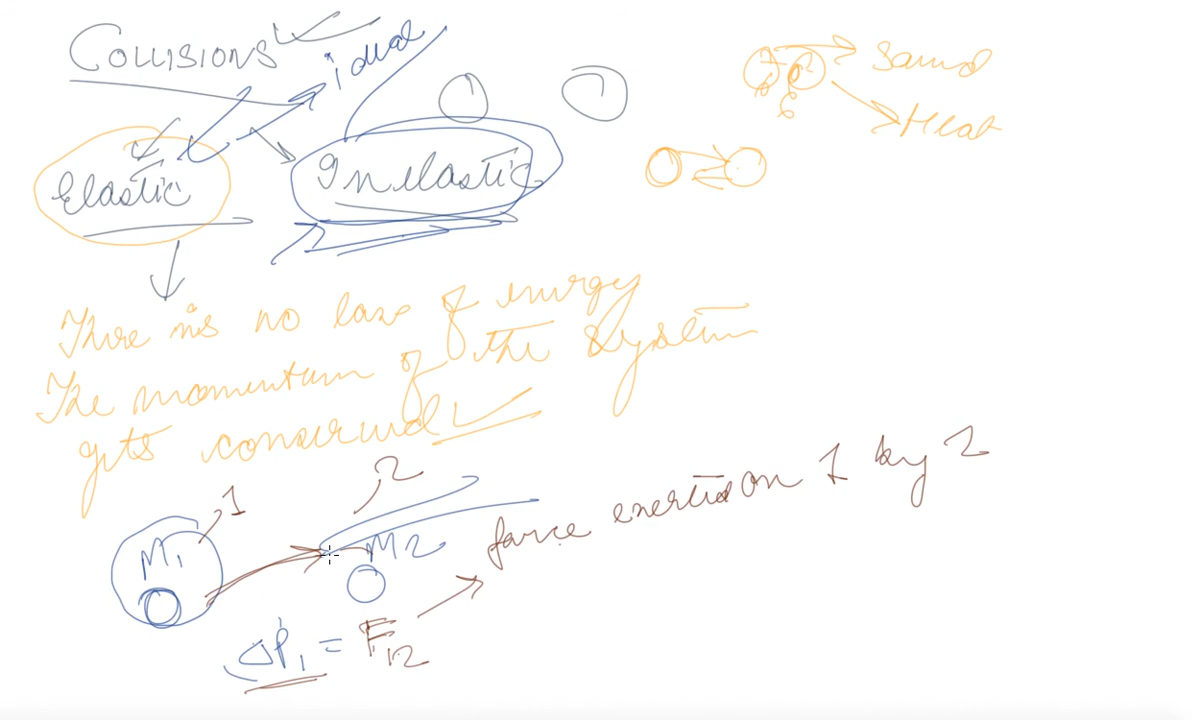 COLLISIONS
ideal
Sound
Heat
Elastic
Inelastic
There is no loss of energy
The momentum of the system
gets conserved
1
2
M1
M2
force exerted on 1 by 2
ΔP1 = F12